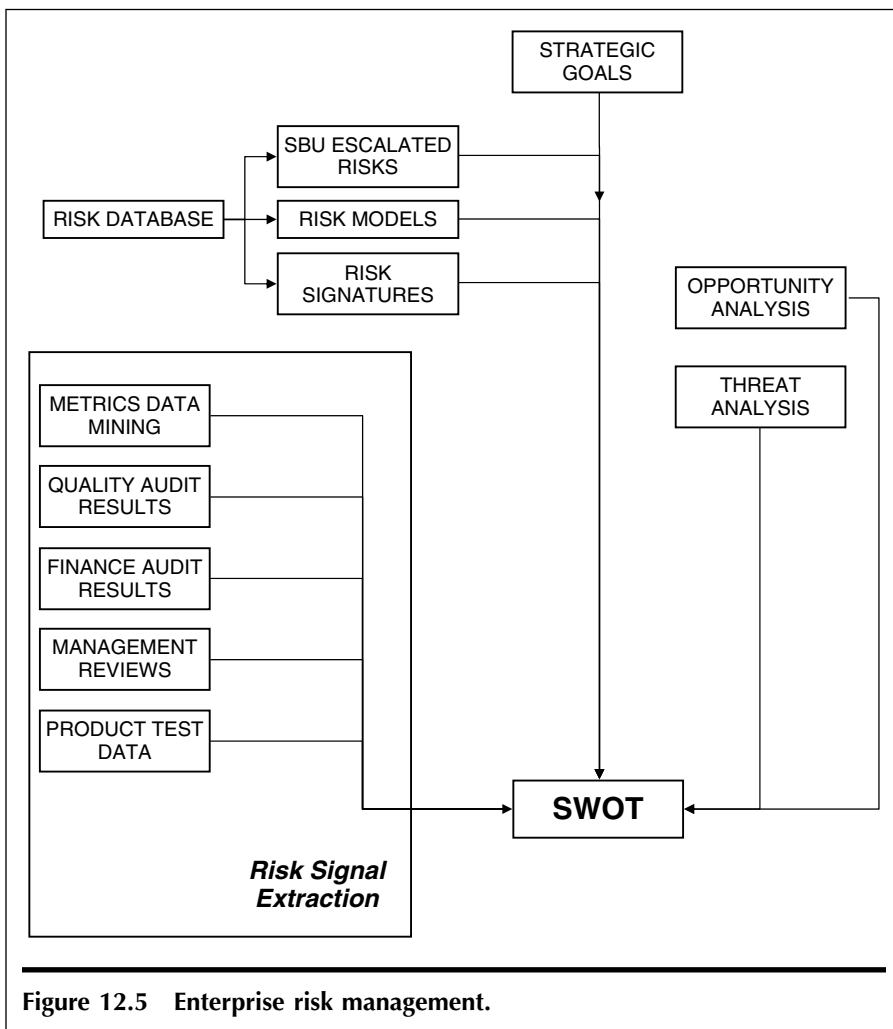 STRATEGIC
GOALS
SBU ESCALATED
RISKS
RISK DATABASE
RISK MODELS
RISK
SIGNATURES
OPPORTUNITY
ANALYSIS
THREAT
ANALYSIS
METRICS DATA
MINING
QUALITY AUDIT
RESULTS
FINANCE AUDIT
RESULTS
MANAGEMENT
REVIEWS
PRODUCT TEST
DATA
SWOT
Risk Signal
Extraction
Figure 12.5 Enterprise risk management.